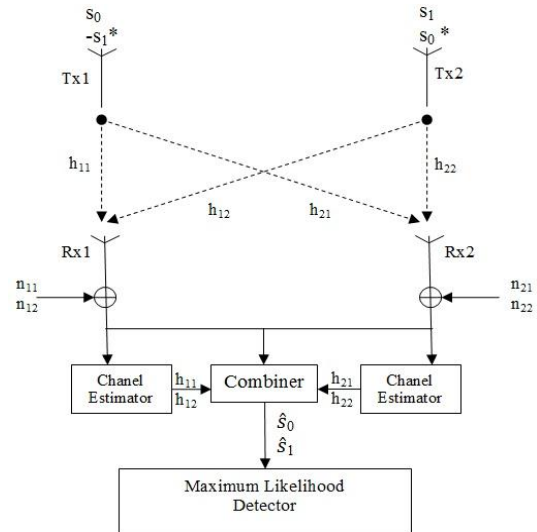 s₀ s₁
-s₁* s₀*
Tx1 Tx2
h₁₁ h₂₂
h₁₂ h₂₁
Rx1 Rx2
n₁₁ n₂₁
n₁₂ n₂₂
Chanel
Estimator
h₁₁
h₁₂
Combiner
h₂₁
h₂₂
Chanel
Estimator
ŝ₀
ŝ₁
Maximum Likelihood
Detector